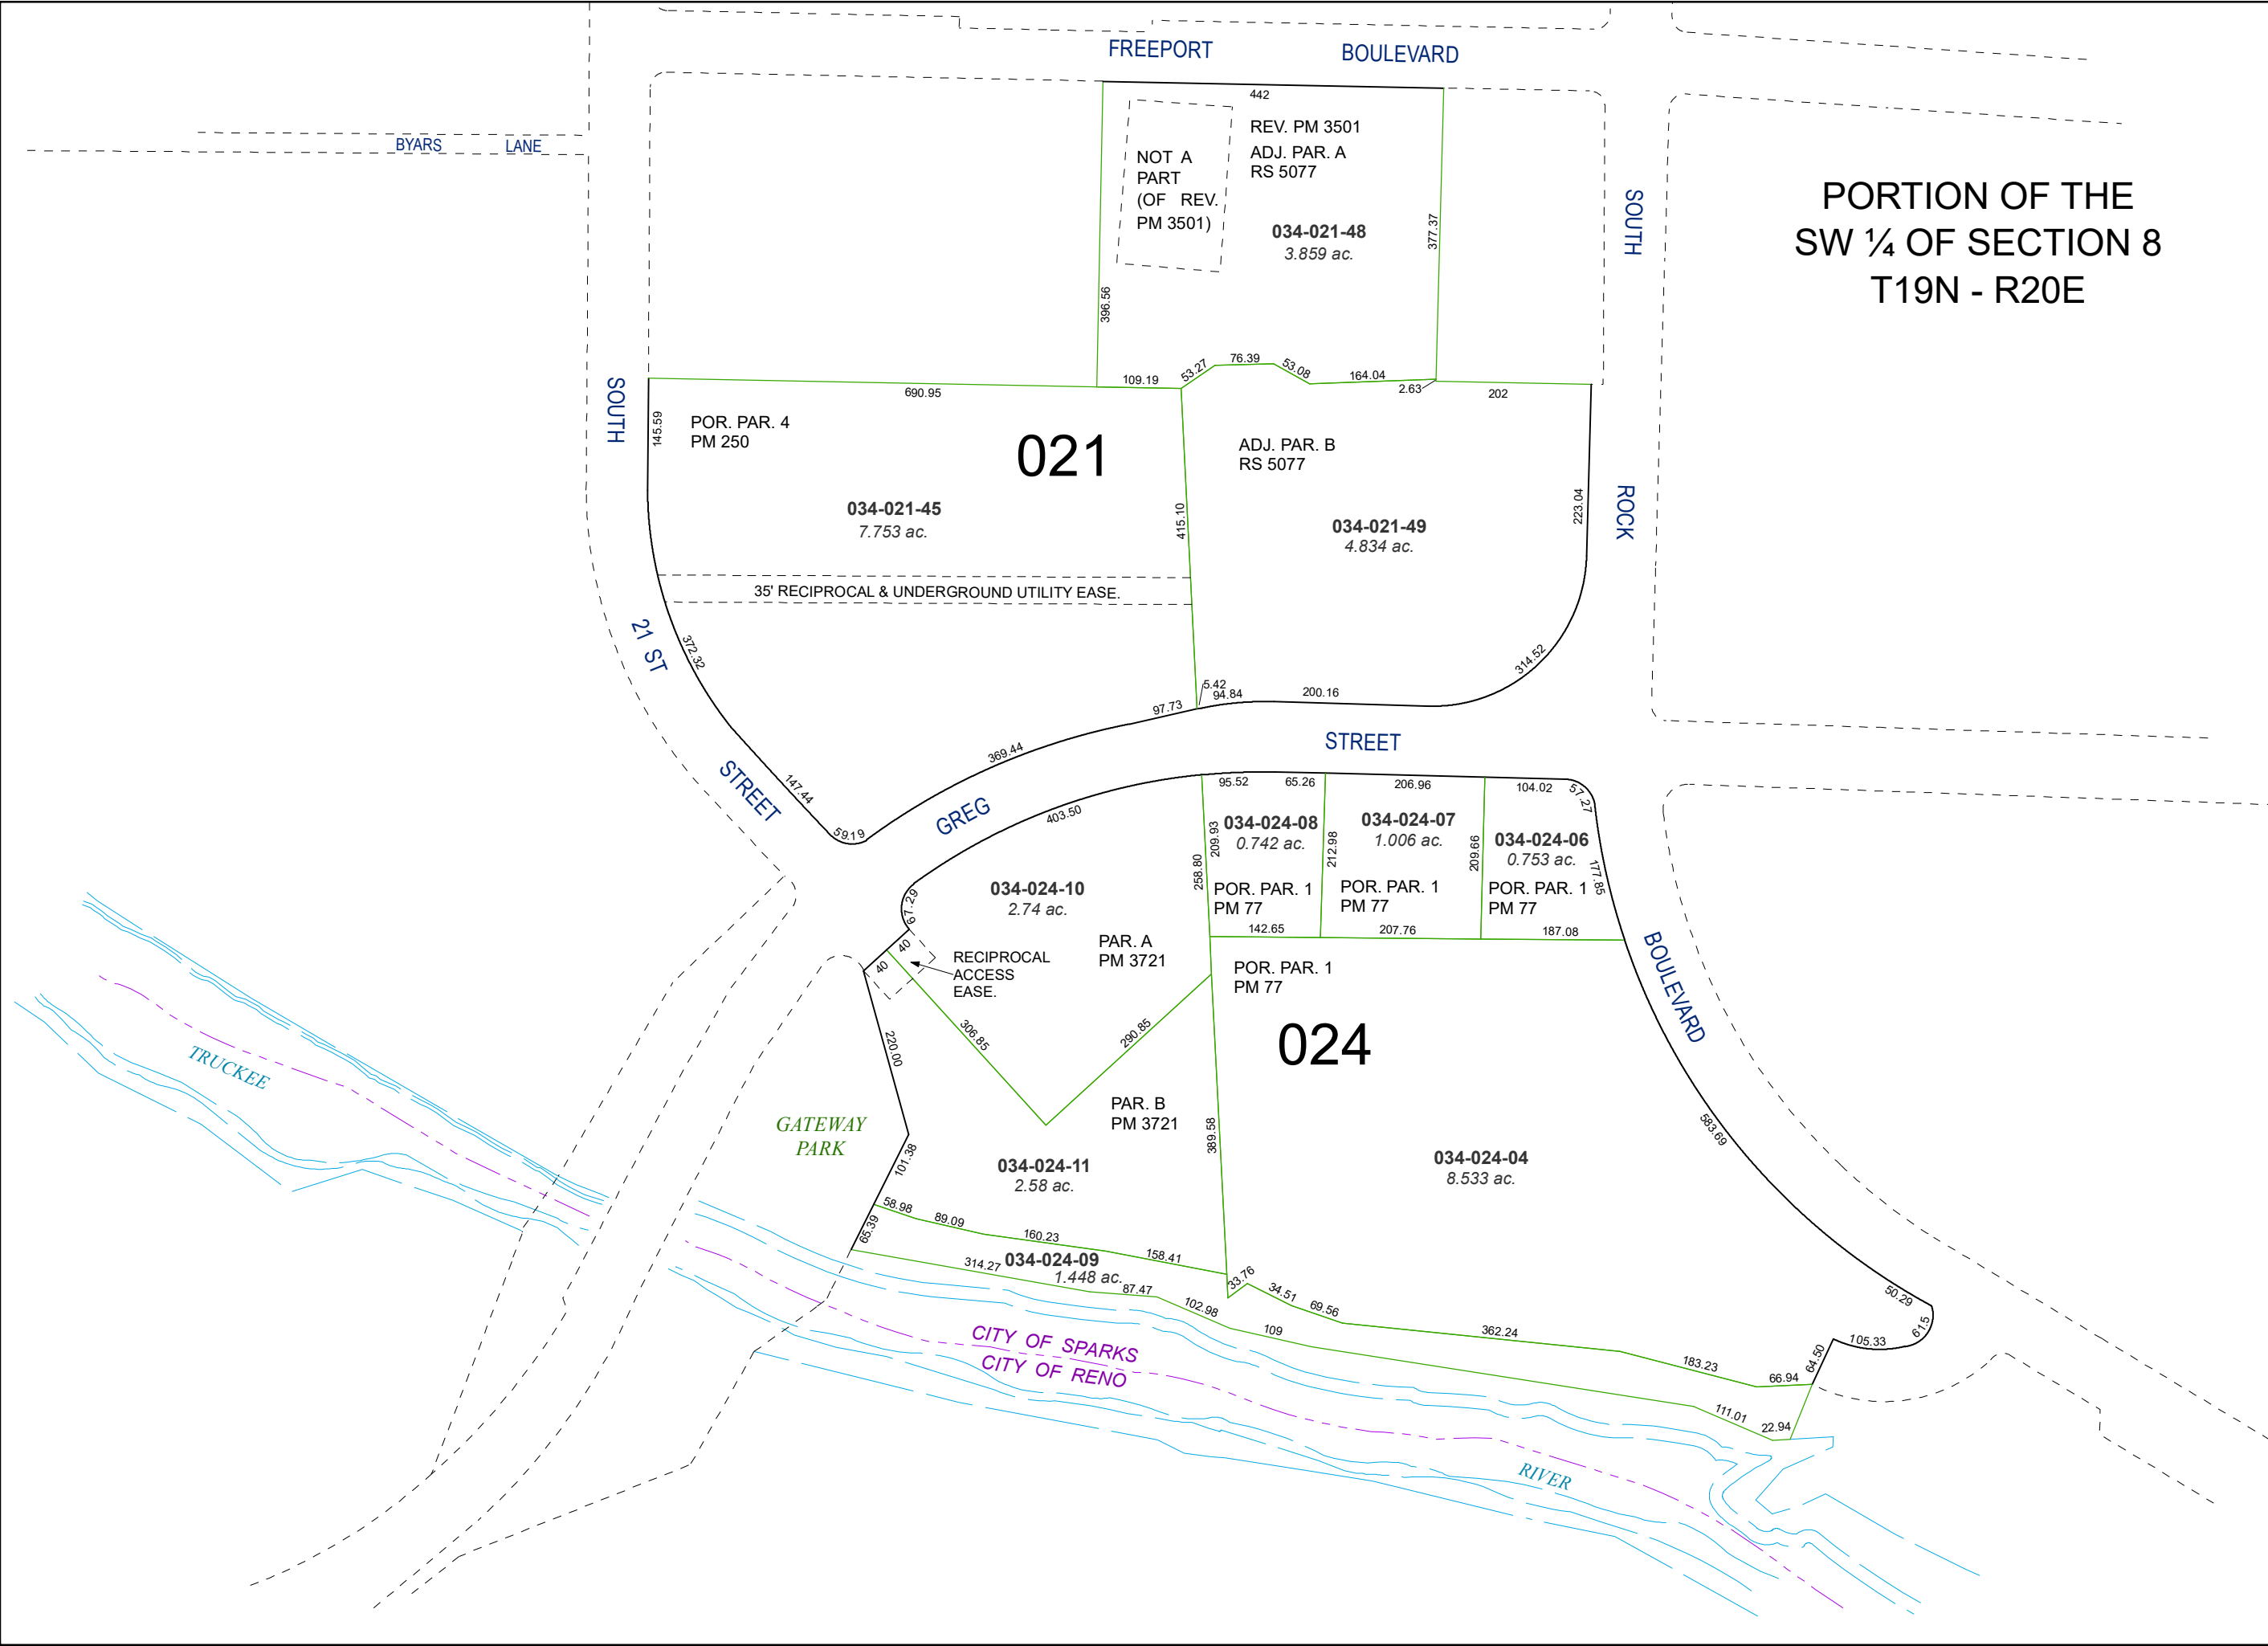 FREEPORT BOULEVARD
442
BYARS LANE
REV. PM 3501
ADJ. PAR. A
RS 5077
NOT A
PART
(OF REV.
PM 3501)
034-021-48
3.859 ac.
377.37
396.56
SOUTH
PORTION OF THE
SW ¼ OF SECTION 8
T19N - R20E
109.19
53.27
76.39
53.08
164.04
2.63
202
690.95
SOUTH
145.59
POR. PAR. 4
PM 250
021
ADJ. PAR. B
RS 5077
034-021-45
7.753 ac.
415.10
034-021-49
4.834 ac.
223.04
ROCK
35' RECIPROCAL & UNDERGROUND UTILITY EASE.
21 ST
372.32
314.52
5.42
94.84
200.16
97.73
369.44
STREET
147.44
59.19
STREET
GREG
403.50
95.52
65.26
206.96
104.02
57.27
034-024-08
0.742 ac.
209.93
212.98
034-024-07
1.006 ac.
209.66
034-024-06
0.753 ac.
177.85
258.80
POR. PAR. 1
PM 77
POR. PAR. 1
PM 77
POR. PAR. 1
PM 77
034-024-10
2.74 ac.
67.29
40
40
142.65
207.76
187.08
PAR. A
PM 3721
RECIPROCAL
ACCESS
EASE.
BOULEVARD
POR. PAR. 1
PM 77
024
306.85
290.85
220.00
TRUCKEE
GATEWAY
PARK
PAR. B
PM 3721
389.58
583.69
101.38
034-024-11
2.58 ac.
034-024-04
8.533 ac.
58.98
89.09
160.23
158.41
65.39
034-024-09
1.448 ac.
314.27
87.47
33.76
34.51
69.56
102.98
109
362.24
183.23
66.94
64.50
105.33
61.5
50.29
CITY OF SPARKS
CITY OF RENO
111.01
22.94
RIVER